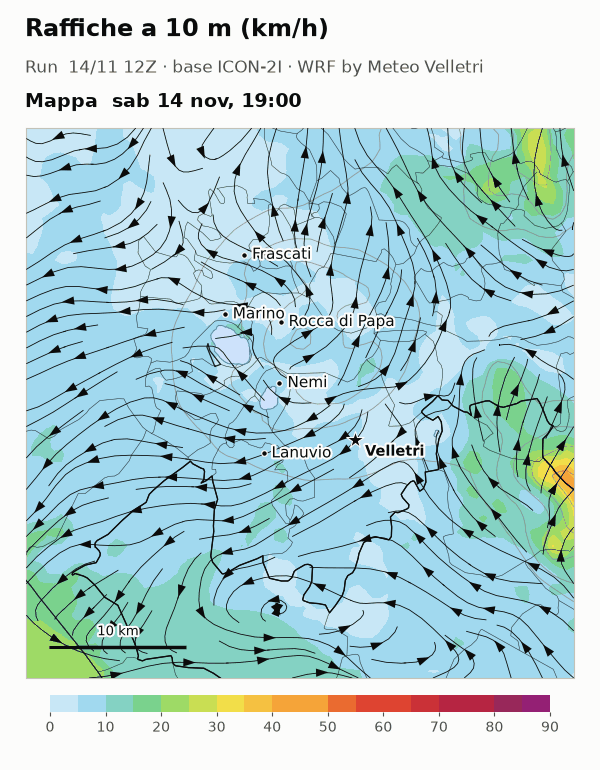 Raffiche a 10 m (km/h)
Run 14/11 12Z · base ICON-2I · WRF by Meteo Velletri
Mappa sab 14 nov, 19:00
Frascati
Marino
Rocca di Papa
Nemi
Velletri
Lanuvio
10 km
0 10 20 30 40 50 60 70 80 90